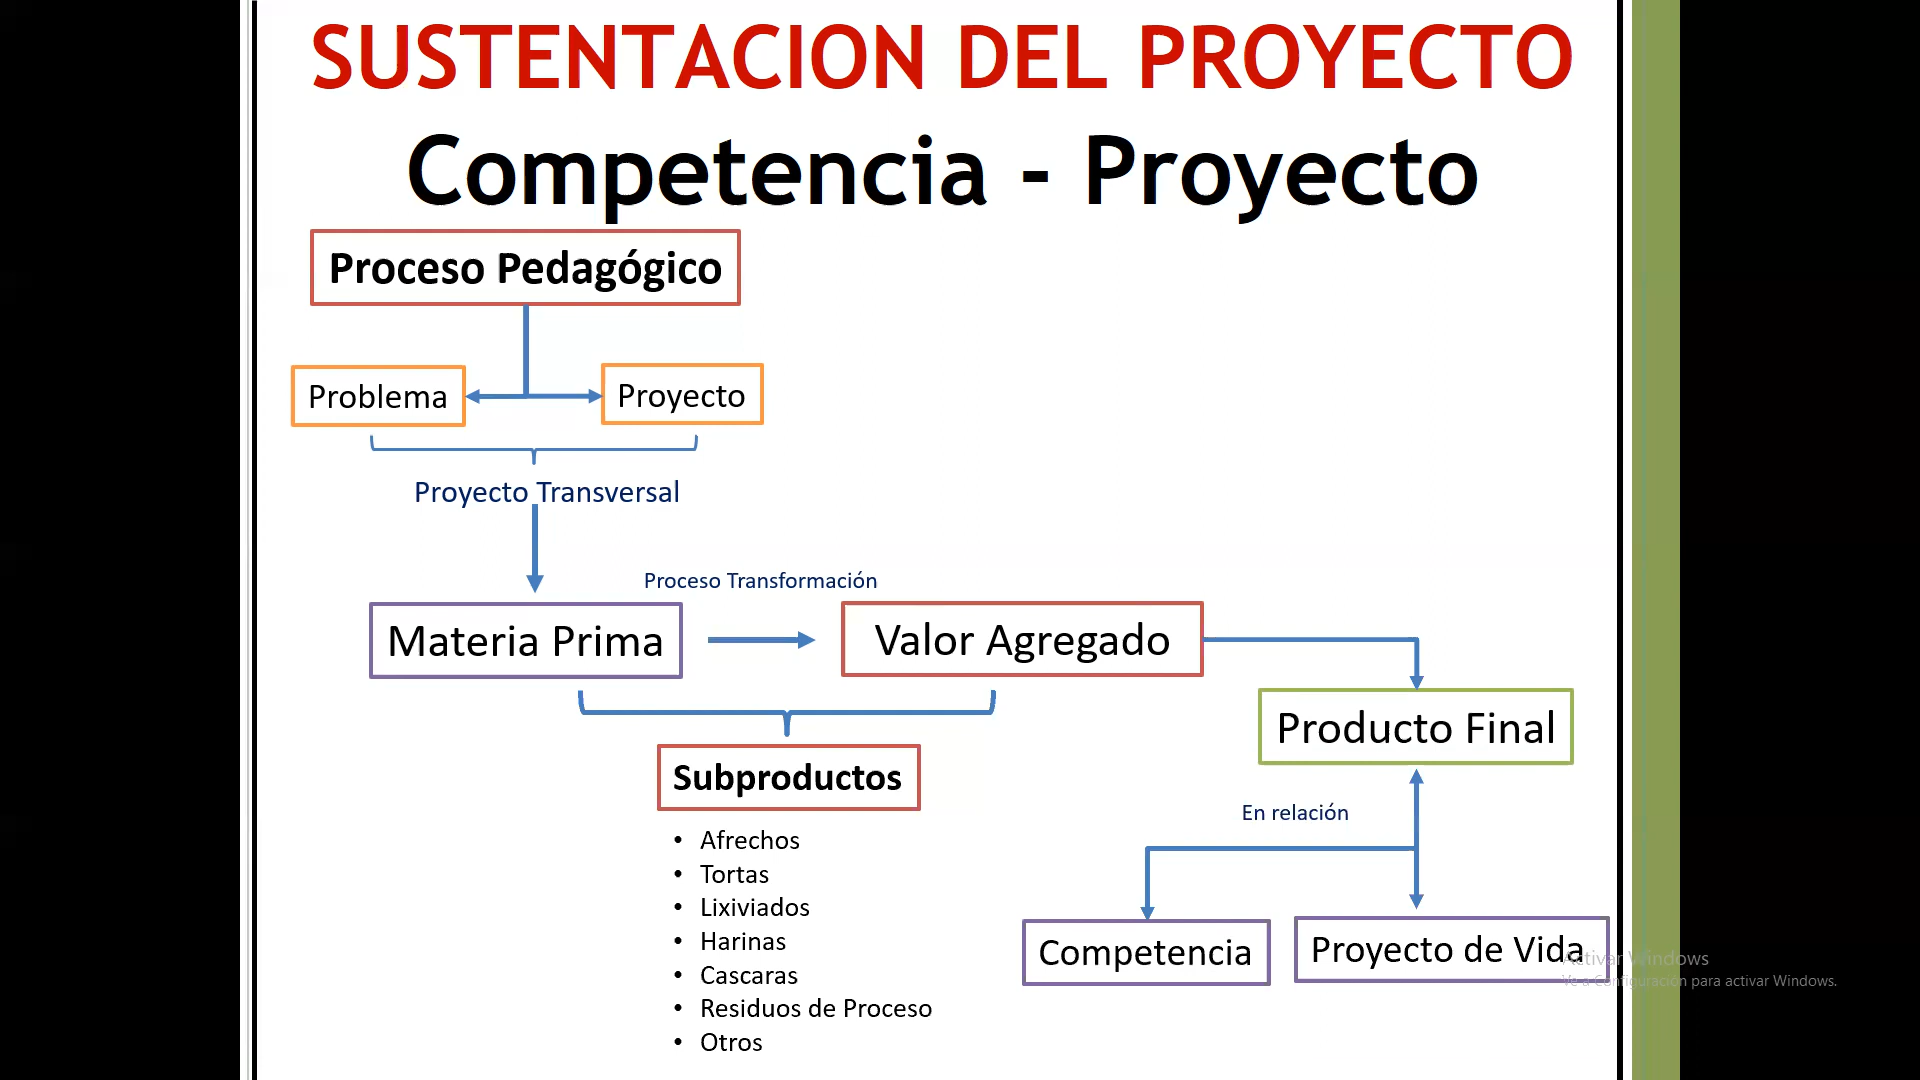 SUSTENTACION DEL PROYECTO
Competencia - Proyecto
Proceso Pedagógico
Problema
Proyecto
Proyecto Transversal
Proceso Transformación
Materia Prima
Valor Agregado
Producto Final
Subproductos
En relación
• Afrechos
• Tortas
• Lixiviados
• Harinas
• Cascaras
• Residuos de Proceso
• Otros
Competencia
Proyecto de Vida
Activar Windows
Ve a Configuración para activar Windows.